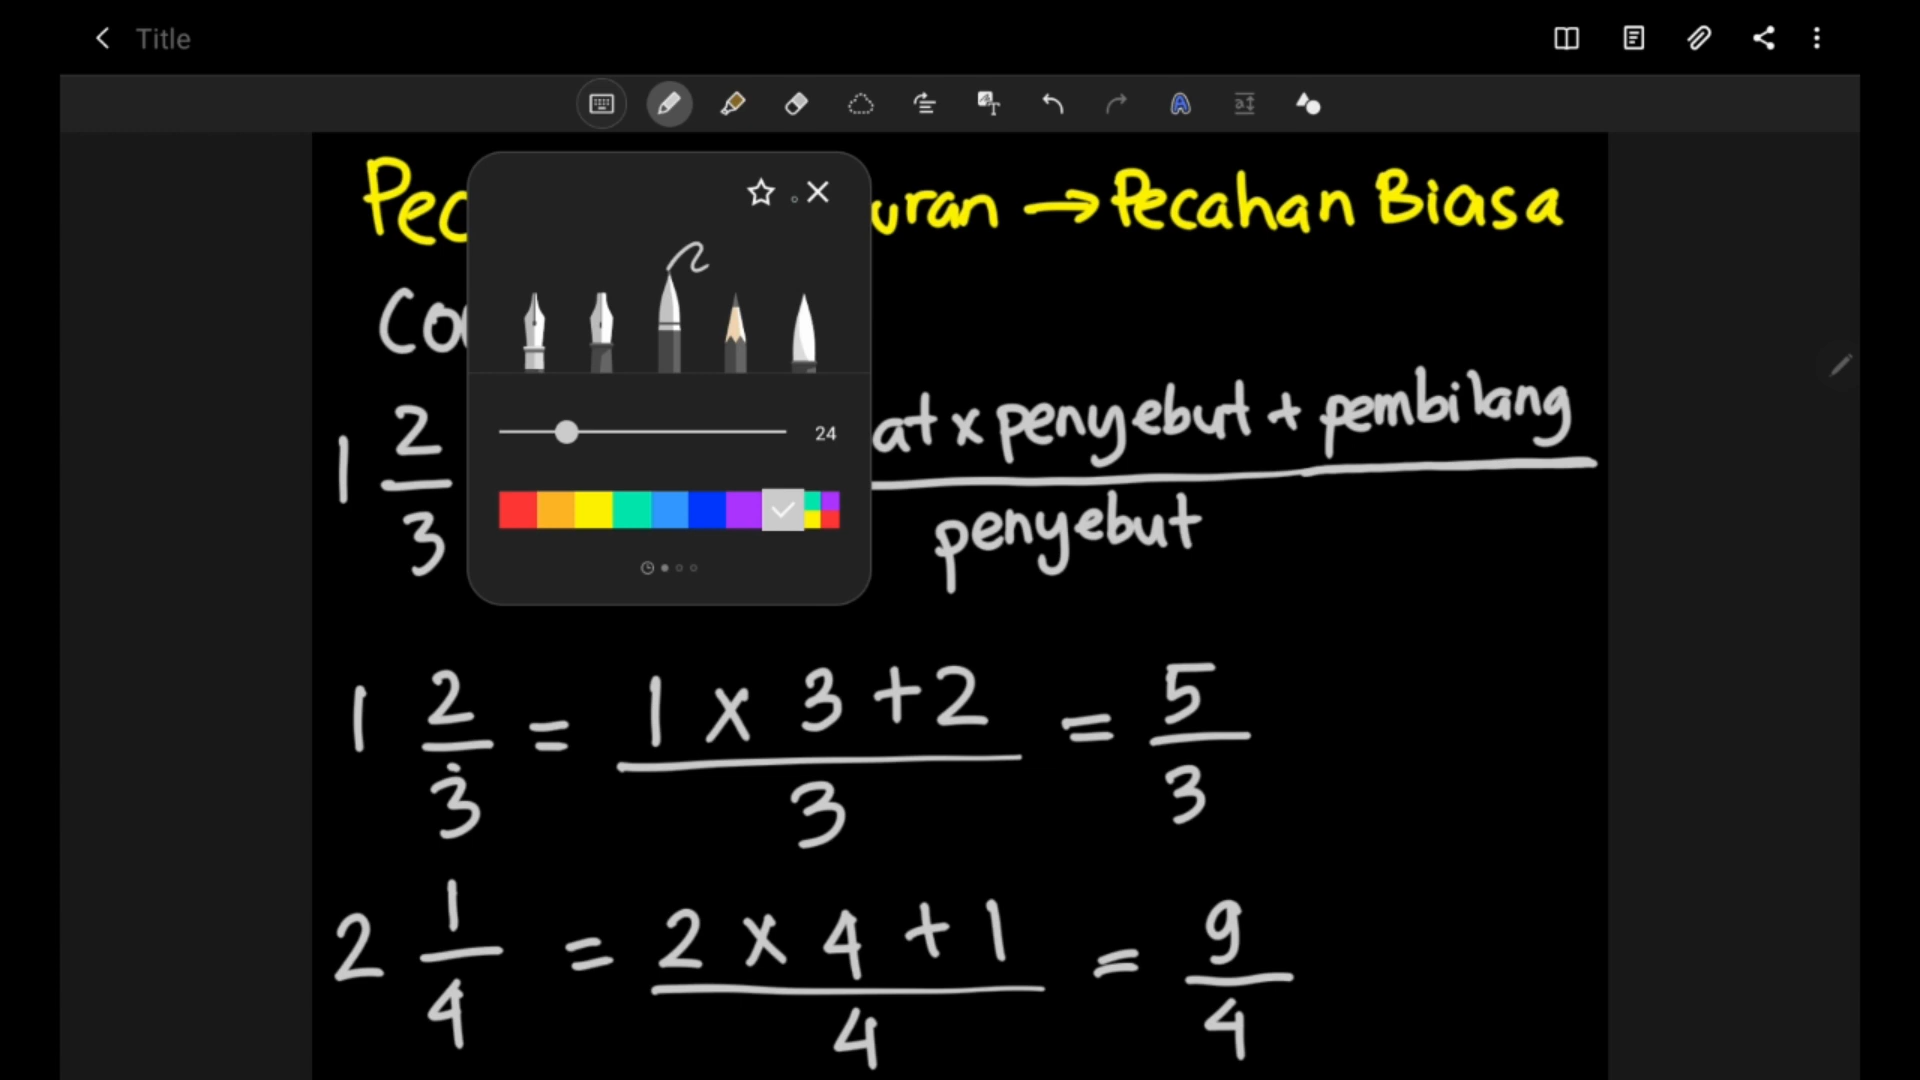 Title
Pec uran → Pecahan Biasa
Co
1 2/3 at x penyebut + pembilang / penyebut
24
1 2/3 = 1 x 3 + 2 / 3 = 5/3
2 1/4 = 2 x 4 + 1 / 4 = 9/4